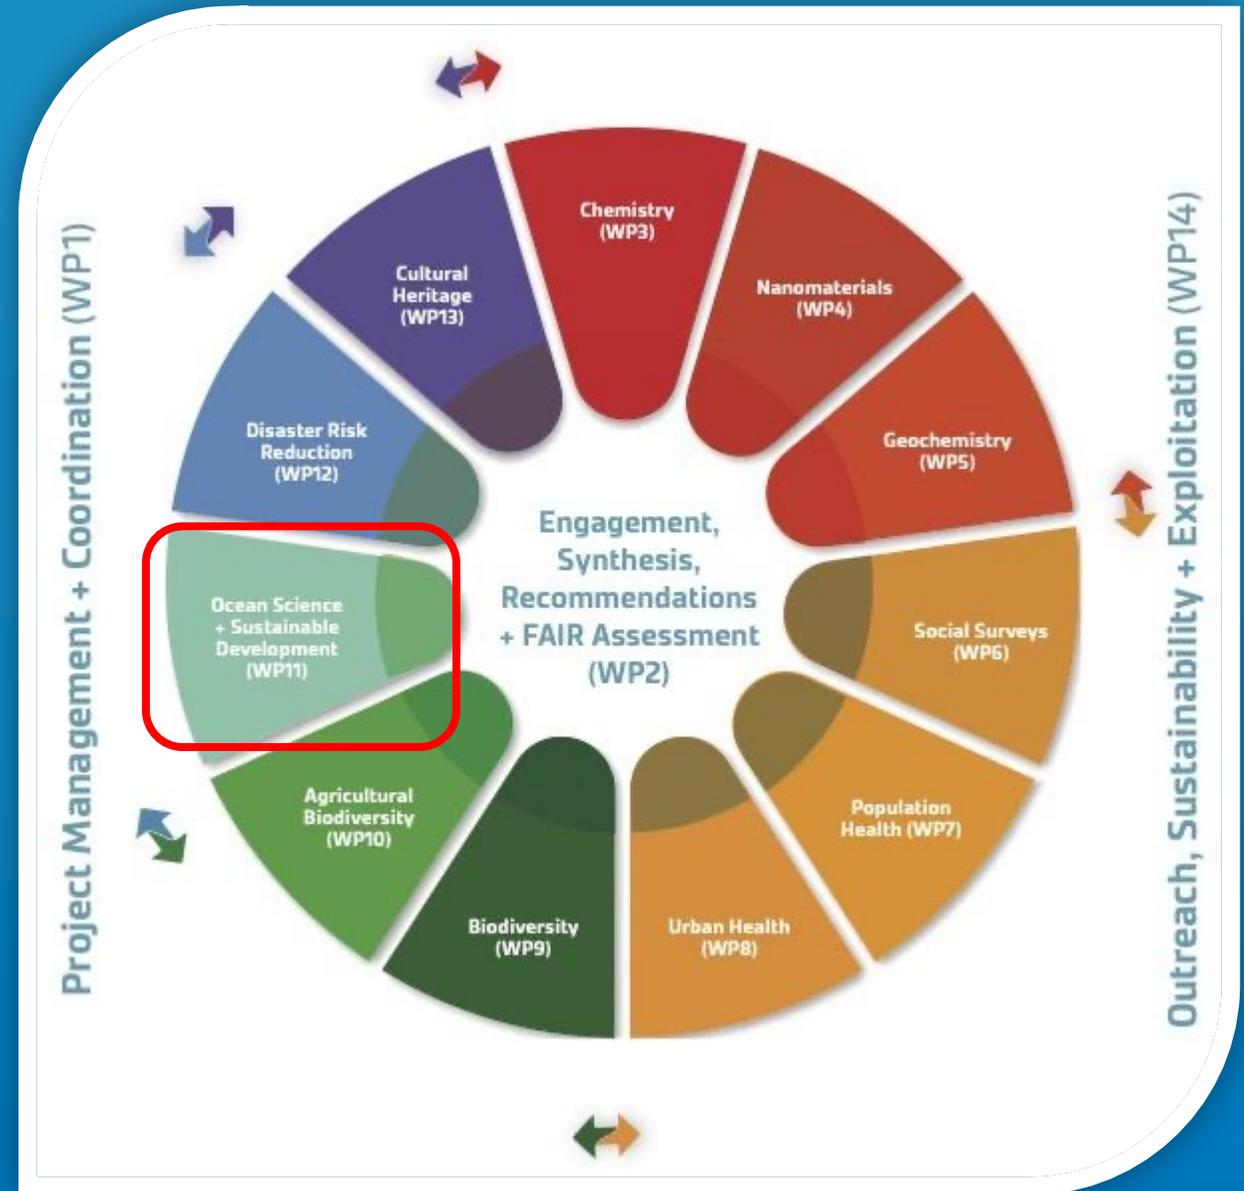 Project Management + Coordination (WP1)
Chemistry
(WP3)
Nanomaterials
(WP4)
Geochemistry
(WP5)
Social Surveys
(WP6)
Population
Health (WP7)
Urban Health
(WP8)
Biodiversity
(WP9)
Agricultural
Biodiversity
(WP10)
Ocean Science
+ Sustainable
Development
(WP11)
Disaster Risk
Reduction
(WP12)
Cultural
Heritage
(WP13)
Engagement,
Synthesis,
Recommendations
+ FAIR Assessment
(WP2)
Outreach, Sustainability + Exploitation (WP14)